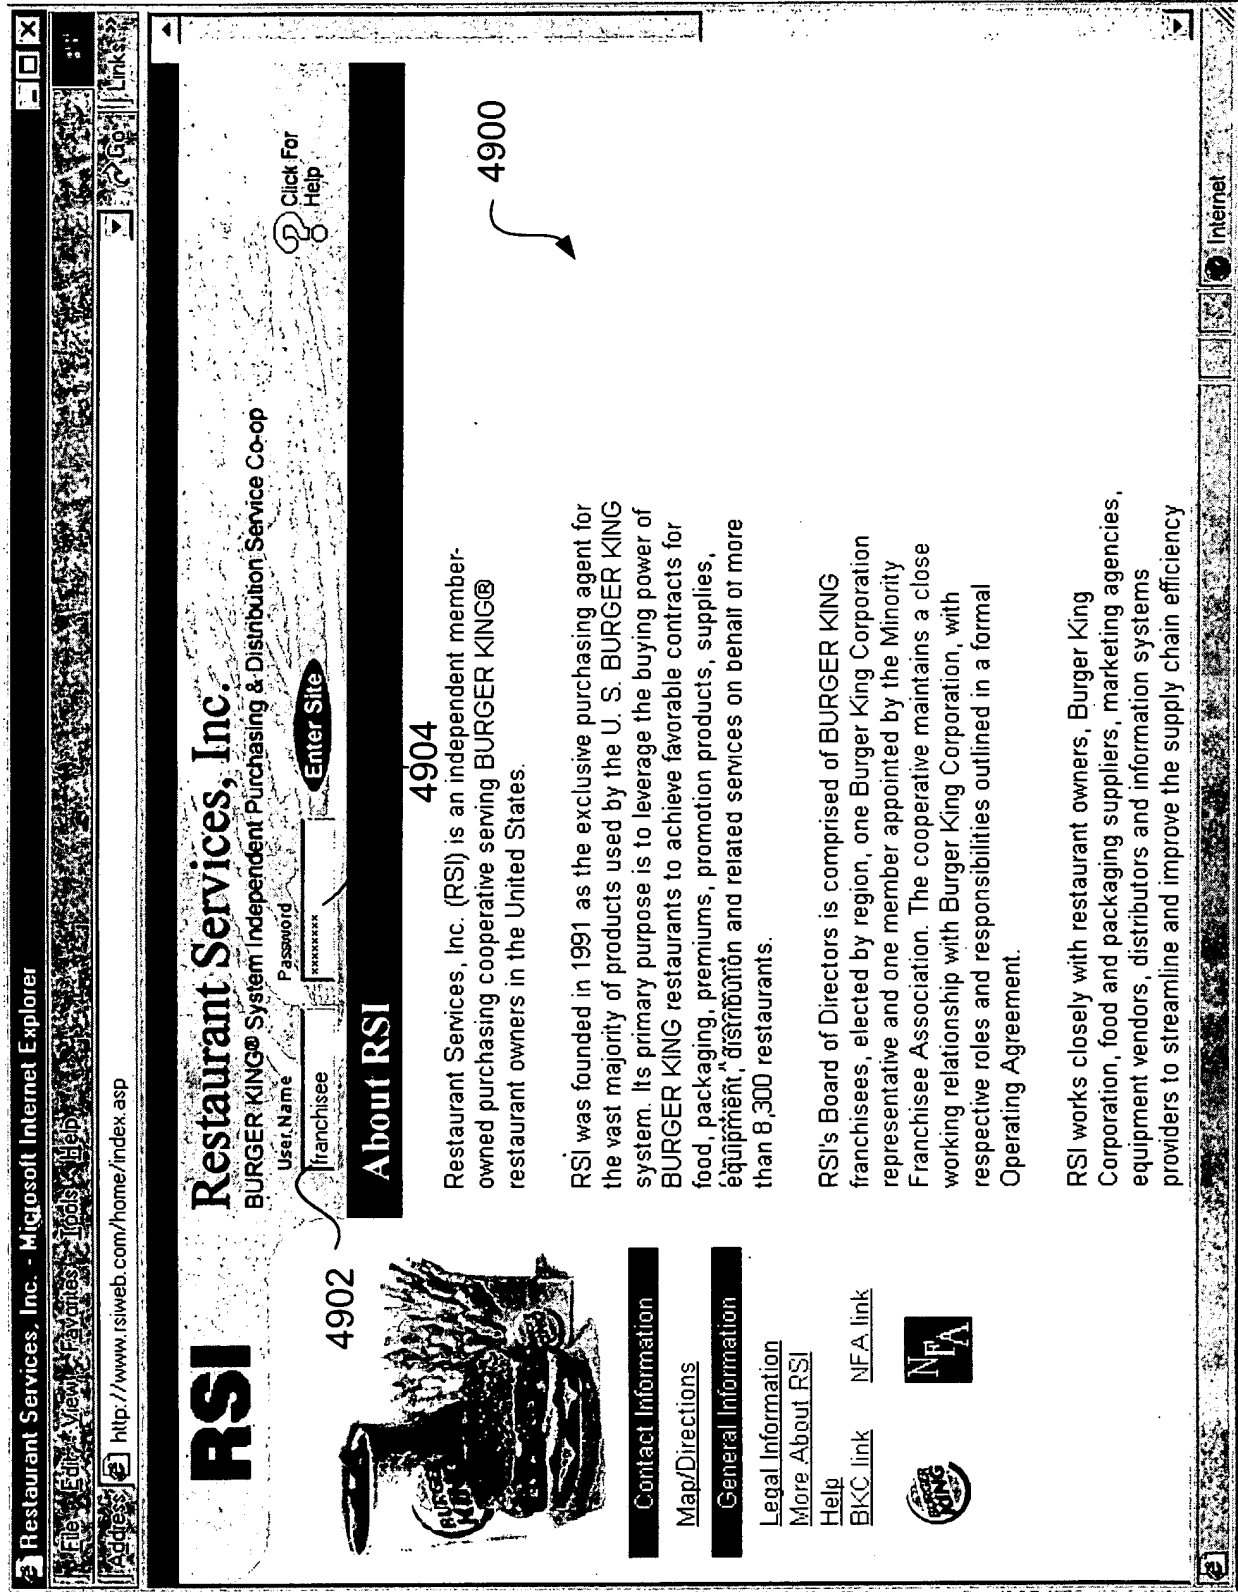 Restaurant Services, Inc. - Microsoft Internet Explorer
File Edit View Favorites Tools Help
Address http://www.rsiweb.com/home/index.asp Go Links »
RSI
Restaurant Services, Inc.
BURGER KING® System Independent Purchasing & Distribution Service Co-op
User Name Password
franchisee xxxxxxxxx Enter Site Click For Help
4902
4904
4900
About RSI
BURGER KING
Contact Information
Map/Directions
General Information
Legal Information
More About RSI
Help
BKC link NFA link
BURGER KING NFA
Restaurant Services, Inc. (RSI) is an independent member-
owned purchasing cooperative serving BURGER KING®
restaurant owners in the United States.
RSI was founded in 1991 as the exclusive purchasing agent for
the vast majority of products used by the U. S. BURGER KING
system. Its primary purpose is to leverage the buying power of
BURGER KING restaurants to achieve favorable contracts for
food, packaging, premiums, promotion products, supplies,
equipment, distribution and related services on behalf of more
than 8,300 restaurants.
RSI's Board of Directors is comprised of BURGER KING
franchisees, elected by region, one Burger King Corporation
representative and one member appointed by the Minority
Franchisee Association. The cooperative maintains a close
working relationship with Burger King Corporation, with
respective roles and responsibilities outlined in a formal
Operating Agreement.
RSI works closely with restaurant owners, Burger King
Corporation, food and packaging suppliers, marketing agencies,
equipment vendors, distributors and information systems
providers to streamline and improve the supply chain efficiency
Internet